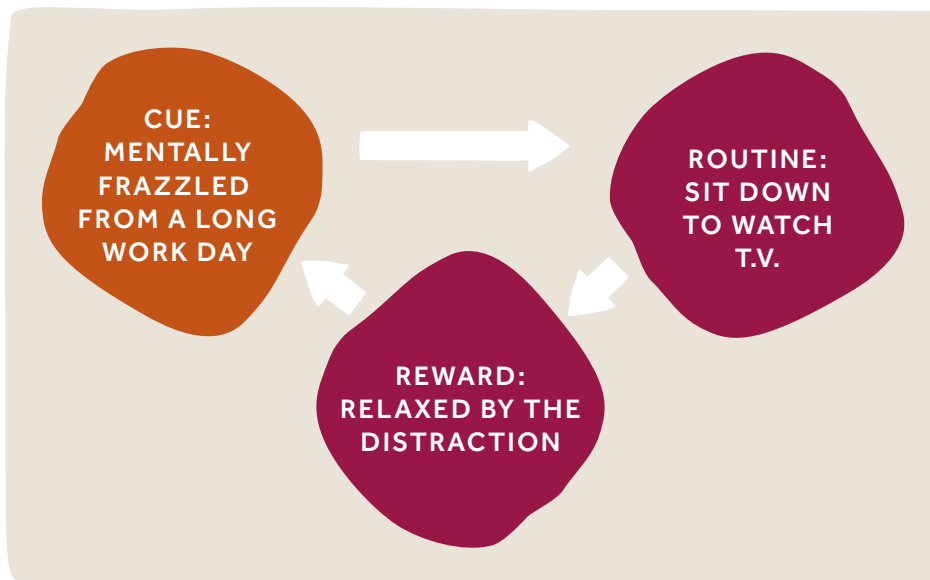 CUE:
MENTALLY
FRAZZLED
FROM A LONG
WORK DAY
ROUTINE:
SIT DOWN
TO WATCH
T.V.
REWARD:
RELAXED BY THE
DISTRACTION